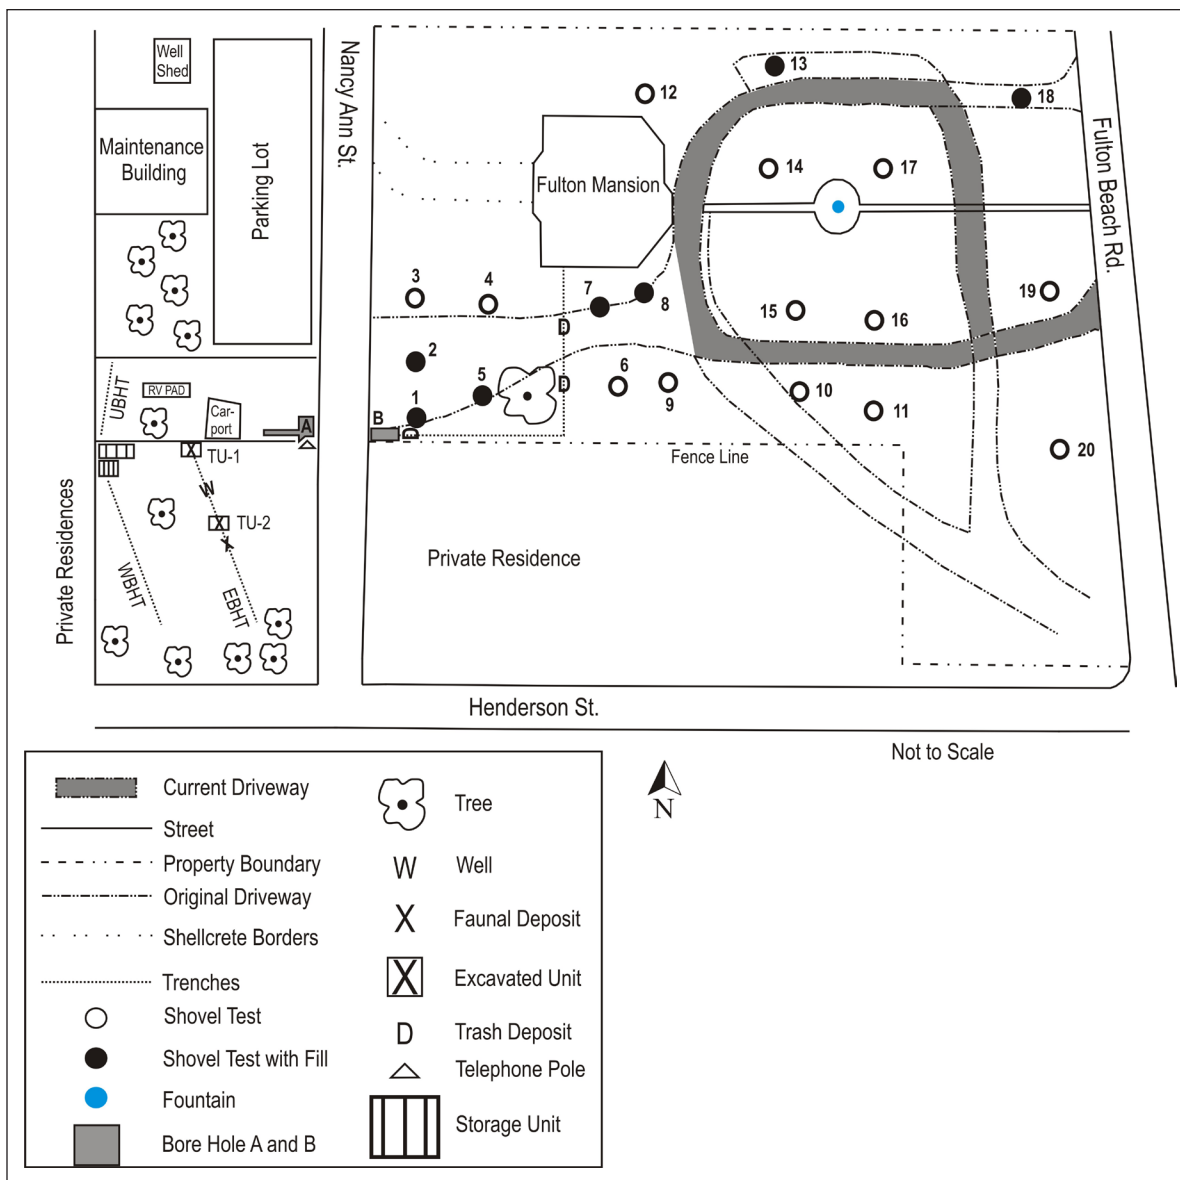 Well
Shed
Maintenance
Building
Parking Lot
Nancy Ann St.
12
13
18
Fulton Mansion
14
17
Fulton Beach Rd.
3
4
7
8
D
15
16
19
2
1
5
D
6
9
10
11
20
B
D
Fence Line
UBHT
RV PAD
Car-
port
A
X
TU-1
W
X
TU-2
X
WBHT
EBHT
Private Residences
Private Residence
Henderson St.
Not to Scale
N
Current Driveway
Street
Property Boundary
Original Driveway
Shellcrete Borders
Trenches
Shovel Test
Shovel Test with Fill
Fountain
Bore Hole A and B
Tree
W
Well
X
Faunal Deposit
X
Excavated Unit
D
Trash Deposit
Telephone Pole
Storage Unit